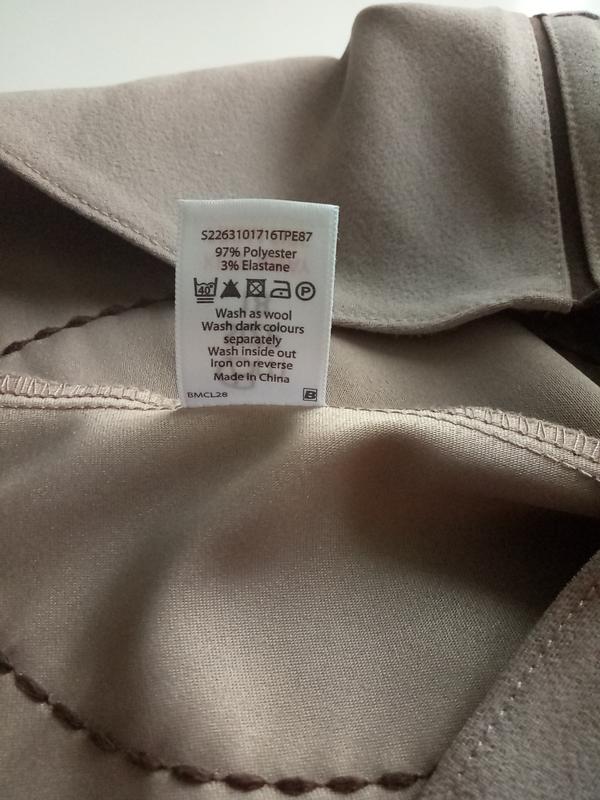 S2263101716TPE87
97% Polyester
3% Elastane
40°
P
Wash as wool
Wash dark colours
separately
Wash inside out
Iron on reverse
Made in China
BMCL28
B